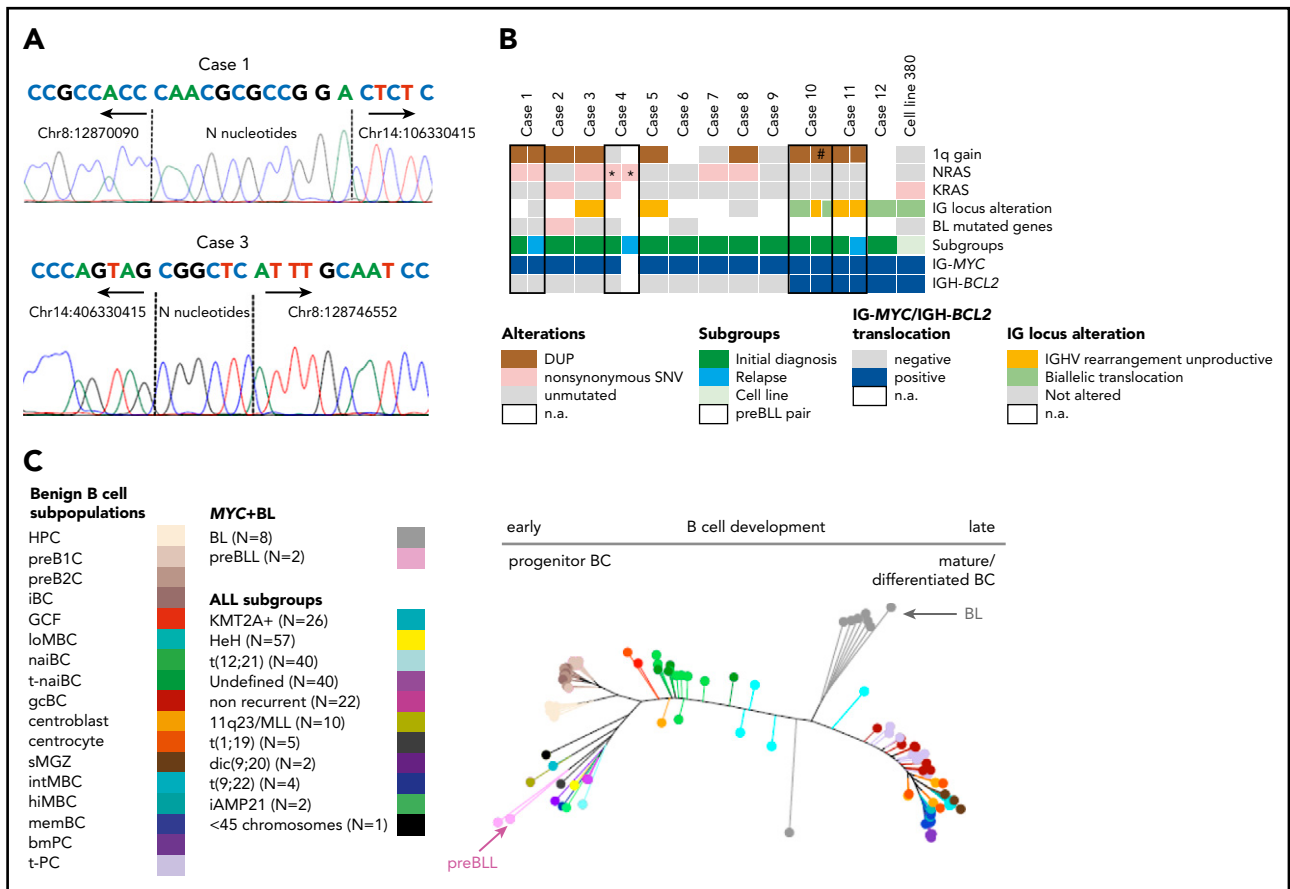 A
Case 1
CCGCCACC CAACGCGCCG G A CTCT C
Chr8:12870090
N nucleotides
Chr14:106330415
Case 3
CCCAGTAG CGGCTC AT TT GCAAT CC
Chr14:406330415
N nucleotides
Chr8:128746552
B
Case 1
Case 2
Case 3
Case 4
Case 5
Case 6
Case 7
Case 8
Case 9
Case 10
Case 11
Case 12
Cell line 380
# 1q gain
* * NRAS
KRAS
IG locus alteration
BL mutated genes
Subgroups
IG-MYC
IGH-BCL2
Alterations
DUP
nonsynonymous SNV
unmutated
n.a.
Subgroups
Initial diagnosis
Relapse
Cell line
preBLL pair
IG-MYC/IGH-BCL2
translocation
negative
positive
n.a.
IG locus alteration
IGHV rearrangement unproductive
Biallelic translocation
Not altered
n.a.
C
Benign B cell
subpopulations
HPC
preB1C
preB2C
iBC
GCF
loMBC
naiBC
t-naiBC
gcBC
centroblast
centrocyte
sMGZ
intMBC
hiMBC
memBC
bmPC
t-PC
MYC+BL
BL (N=8)
preBLL (N=2)
ALL subgroups
KMT2A+ (N=26)
HeH (N=57)
t(12;21) (N=40)
Undefined (N=40)
non recurrent (N=22)
11q23/MLL (N=10)
t(1;19) (N=5)
dic(9;20) (N=2)
t(9;22) (N=4)
iAMP21 (N=2)
<45 chromosomes (N=1)
early
B cell development
late
progenitor BC
mature/
differentiated BC
BL
preBLL